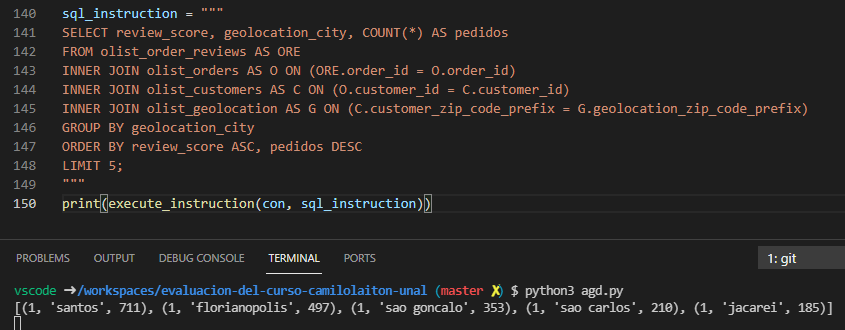 140 sql_instruction = """
141 SELECT review_score, geolocation_city, COUNT(*) AS pedidos
142 FROM olist_order_reviews AS ORE
143 INNER JOIN olist_orders AS O ON (ORE.order_id = O.order_id)
144 INNER JOIN olist_customers AS C ON (O.customer_id = C.customer_id)
145 INNER JOIN olist_geolocation AS G ON (C.customer_zip_code_prefix = G.geolocation_zip_code_prefix)
146 GROUP BY geolocation_city
147 ORDER BY review_score ASC, pedidos DESC
148 LIMIT 5;
149 """
150 print(execute_instruction(con, sql_instruction))
PROBLEMS OUTPUT DEBUG CONSOLE TERMINAL PORTS 1: git
vscode ➜/workspaces/evaluacion-del-curso-camilolaiton-unal (master ✗) $ python3 agd.py
[(1, 'santos', 711), (1, 'florianopolis', 497), (1, 'sao goncalo', 353), (1, 'sao carlos', 210), (1, 'jacarei', 185)]